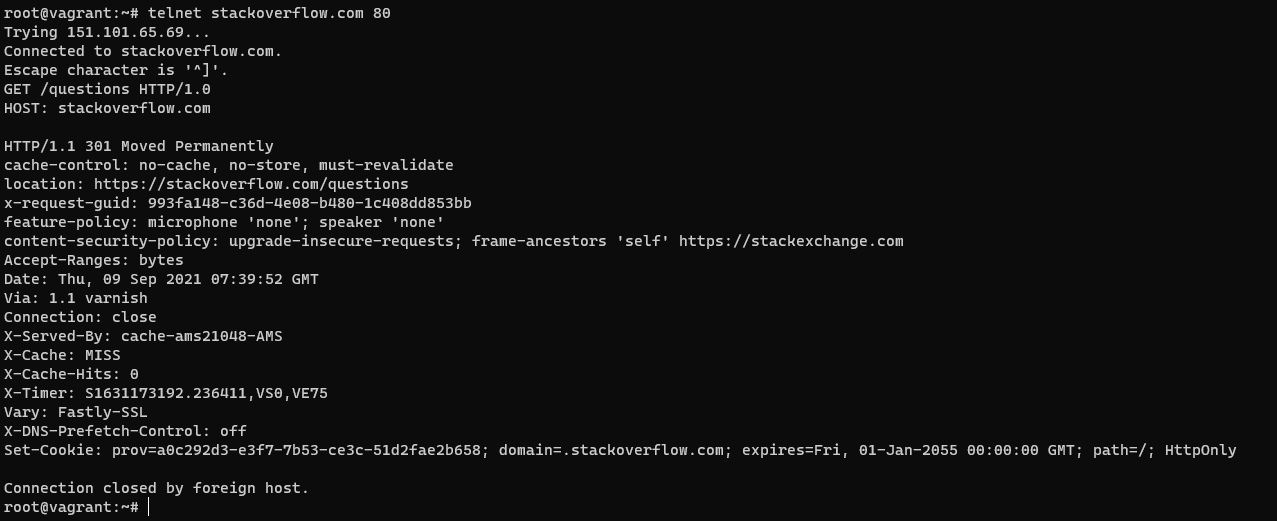 root@vagrant:~# telnet stackoverflow.com 80
Trying 151.101.65.69...
Connected to stackoverflow.com.
Escape character is '^]'.
GET /questions HTTP/1.0
HOST: stackoverflow.com

HTTP/1.1 301 Moved Permanently
cache-control: no-cache, no-store, must-revalidate
location: https://stackoverflow.com/questions
x-request-guid: 993fa148-c36d-4e08-b480-1c408dd853bb
feature-policy: microphone 'none'; speaker 'none'
content-security-policy: upgrade-insecure-requests; frame-ancestors 'self' https://stackexchange.com
Accept-Ranges: bytes
Date: Thu, 09 Sep 2021 07:39:52 GMT
Via: 1.1 varnish
Connection: close
X-Served-By: cache-ams21048-AMS
X-Cache: MISS
X-Cache-Hits: 0
X-Timer: S1631173192.236411,VS0,VE75
Vary: Fastly-SSL
X-DNS-Prefetch-Control: off
Set-Cookie: prov=a0c292d3-e3f7-7b53-ce3c-51d2fae2b658; domain=.stackoverflow.com; expires=Fri, 01-Jan-2055 00:00:00 GMT; path=/; HttpOnly

Connection closed by foreign host.
root@vagrant:~#